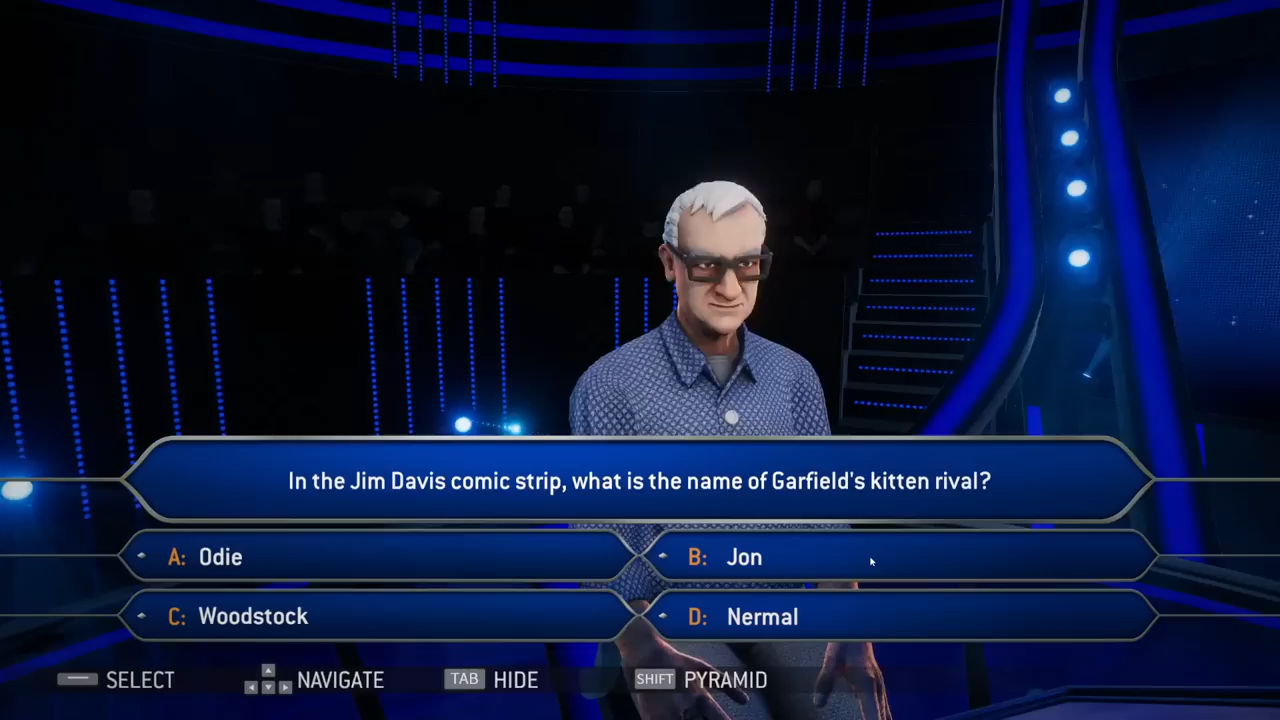 In the Jim Davis comic strip, what is the name of Garfield's kitten rival?
A: Odie
B: Jon
C: Woodstock
D: Nermal
SELECT
NAVIGATE
TAB HIDE
SHIFT PYRAMID